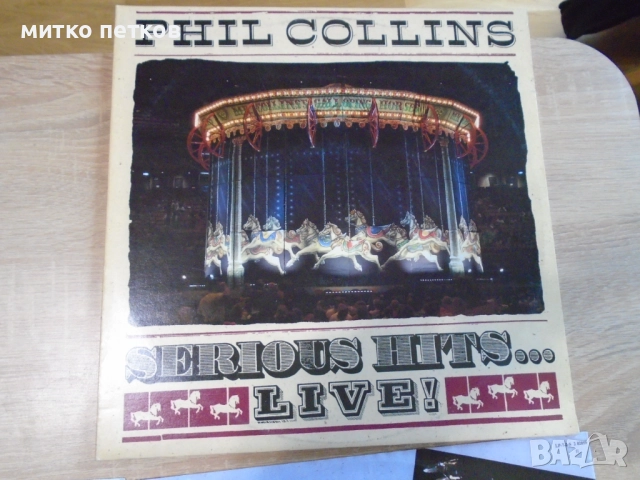 митко петков
PHIL COLLINS
SERIOUS HITS...
LIVE!
BAZAR